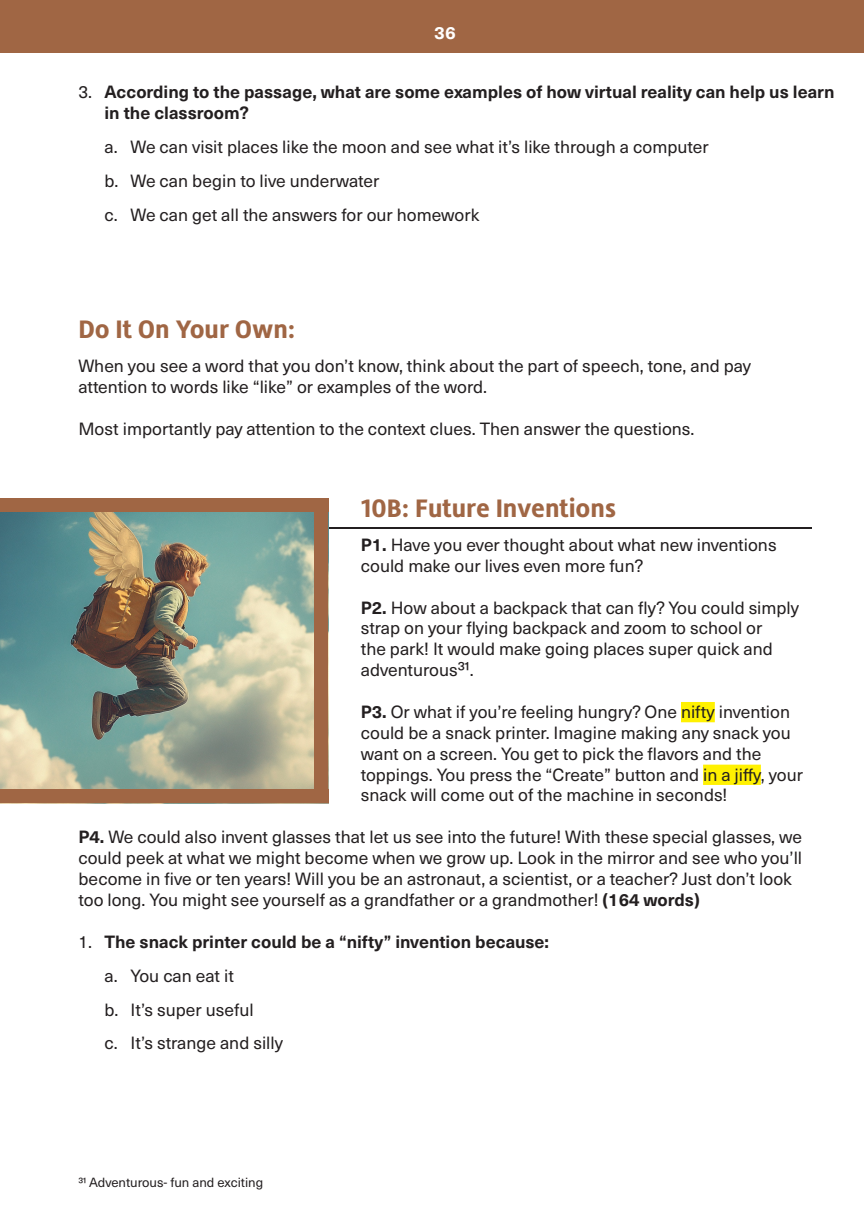 36
3. According to the passage, what are some examples of how virtual reality can help us learn
in the classroom?
a. We can visit places like the moon and see what it’s like through a computer
b. We can begin to live underwater
c. We can get all the answers for our homework
Do It On Your Own:
When you see a word that you don’t know, think about the part of speech, tone, and pay
attention to words like “like” or examples of the word.
Most importantly pay attention to the context clues. Then answer the questions.
10B: Future Inventions
P1. Have you ever thought about what new inventions
could make our lives even more fun?
P2. How about a backpack that can fly? You could simply
strap on your flying backpack and zoom to school or
the park! It would make going places super quick and
adventurous³¹.
P3. Or what if you’re feeling hungry? One nifty invention
could be a snack printer. Imagine making any snack you
want on a screen. You get to pick the flavors and the
toppings. You press the “Create” button and in a jiffy, your
snack will come out of the machine in seconds!
P4. We could also invent glasses that let us see into the future! With these special glasses, we
could peek at what we might become when we grow up. Look in the mirror and see who you’ll
become in five or ten years! Will you be an astronaut, a scientist, or a teacher? Just don’t look
too long. You might see yourself as a grandfather or a grandmother! (164 words)
1. The snack printer could be a “nifty” invention because:
a. You can eat it
b. It’s super useful
c. It’s strange and silly
³¹ Adventurous- fun and exciting